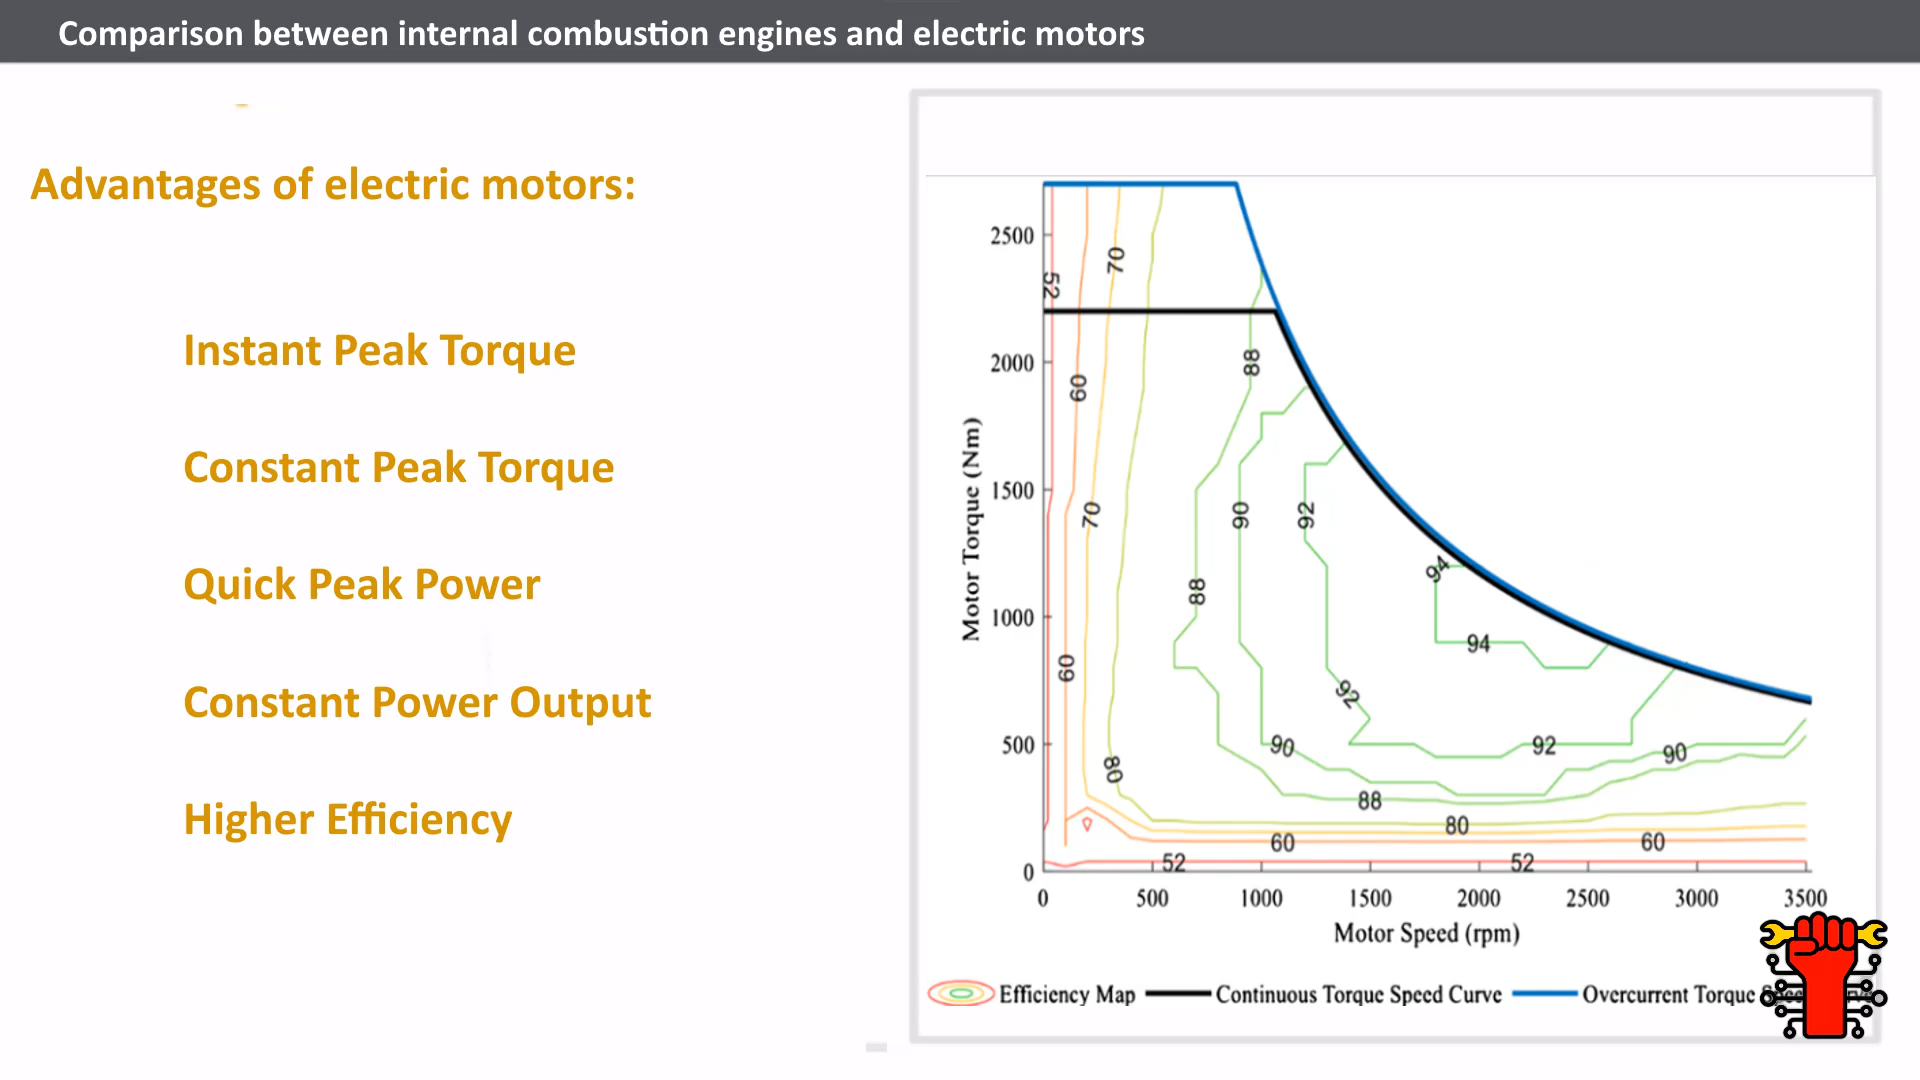 Comparison between internal combustion engines and electric motors
Advantages of electric motors:
Instant Peak Torque
Constant Peak Torque
Quick Peak Power
Constant Power Output
Higher Efficiency
Motor Torque (Nm)
2500
2000
1500
1000
500
0
52
60
70
70
60
80
88
88
90
92
94
94
92
92
90
90
88
80
60
60
52
52
0 500 1000 1500 2000 2500 3000 3500
Motor Speed (rpm)
Efficiency Map Continuous Torque Speed Curve Overcurrent Torque